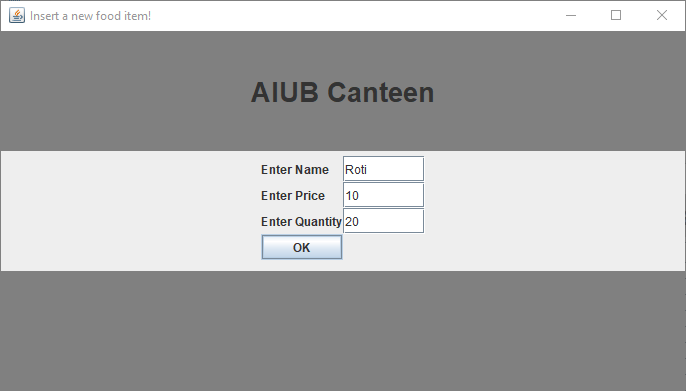 Insert a new food item!
AIUB Canteen
Enter Name Roti
Enter Price 10
Enter Quantity 20
OK